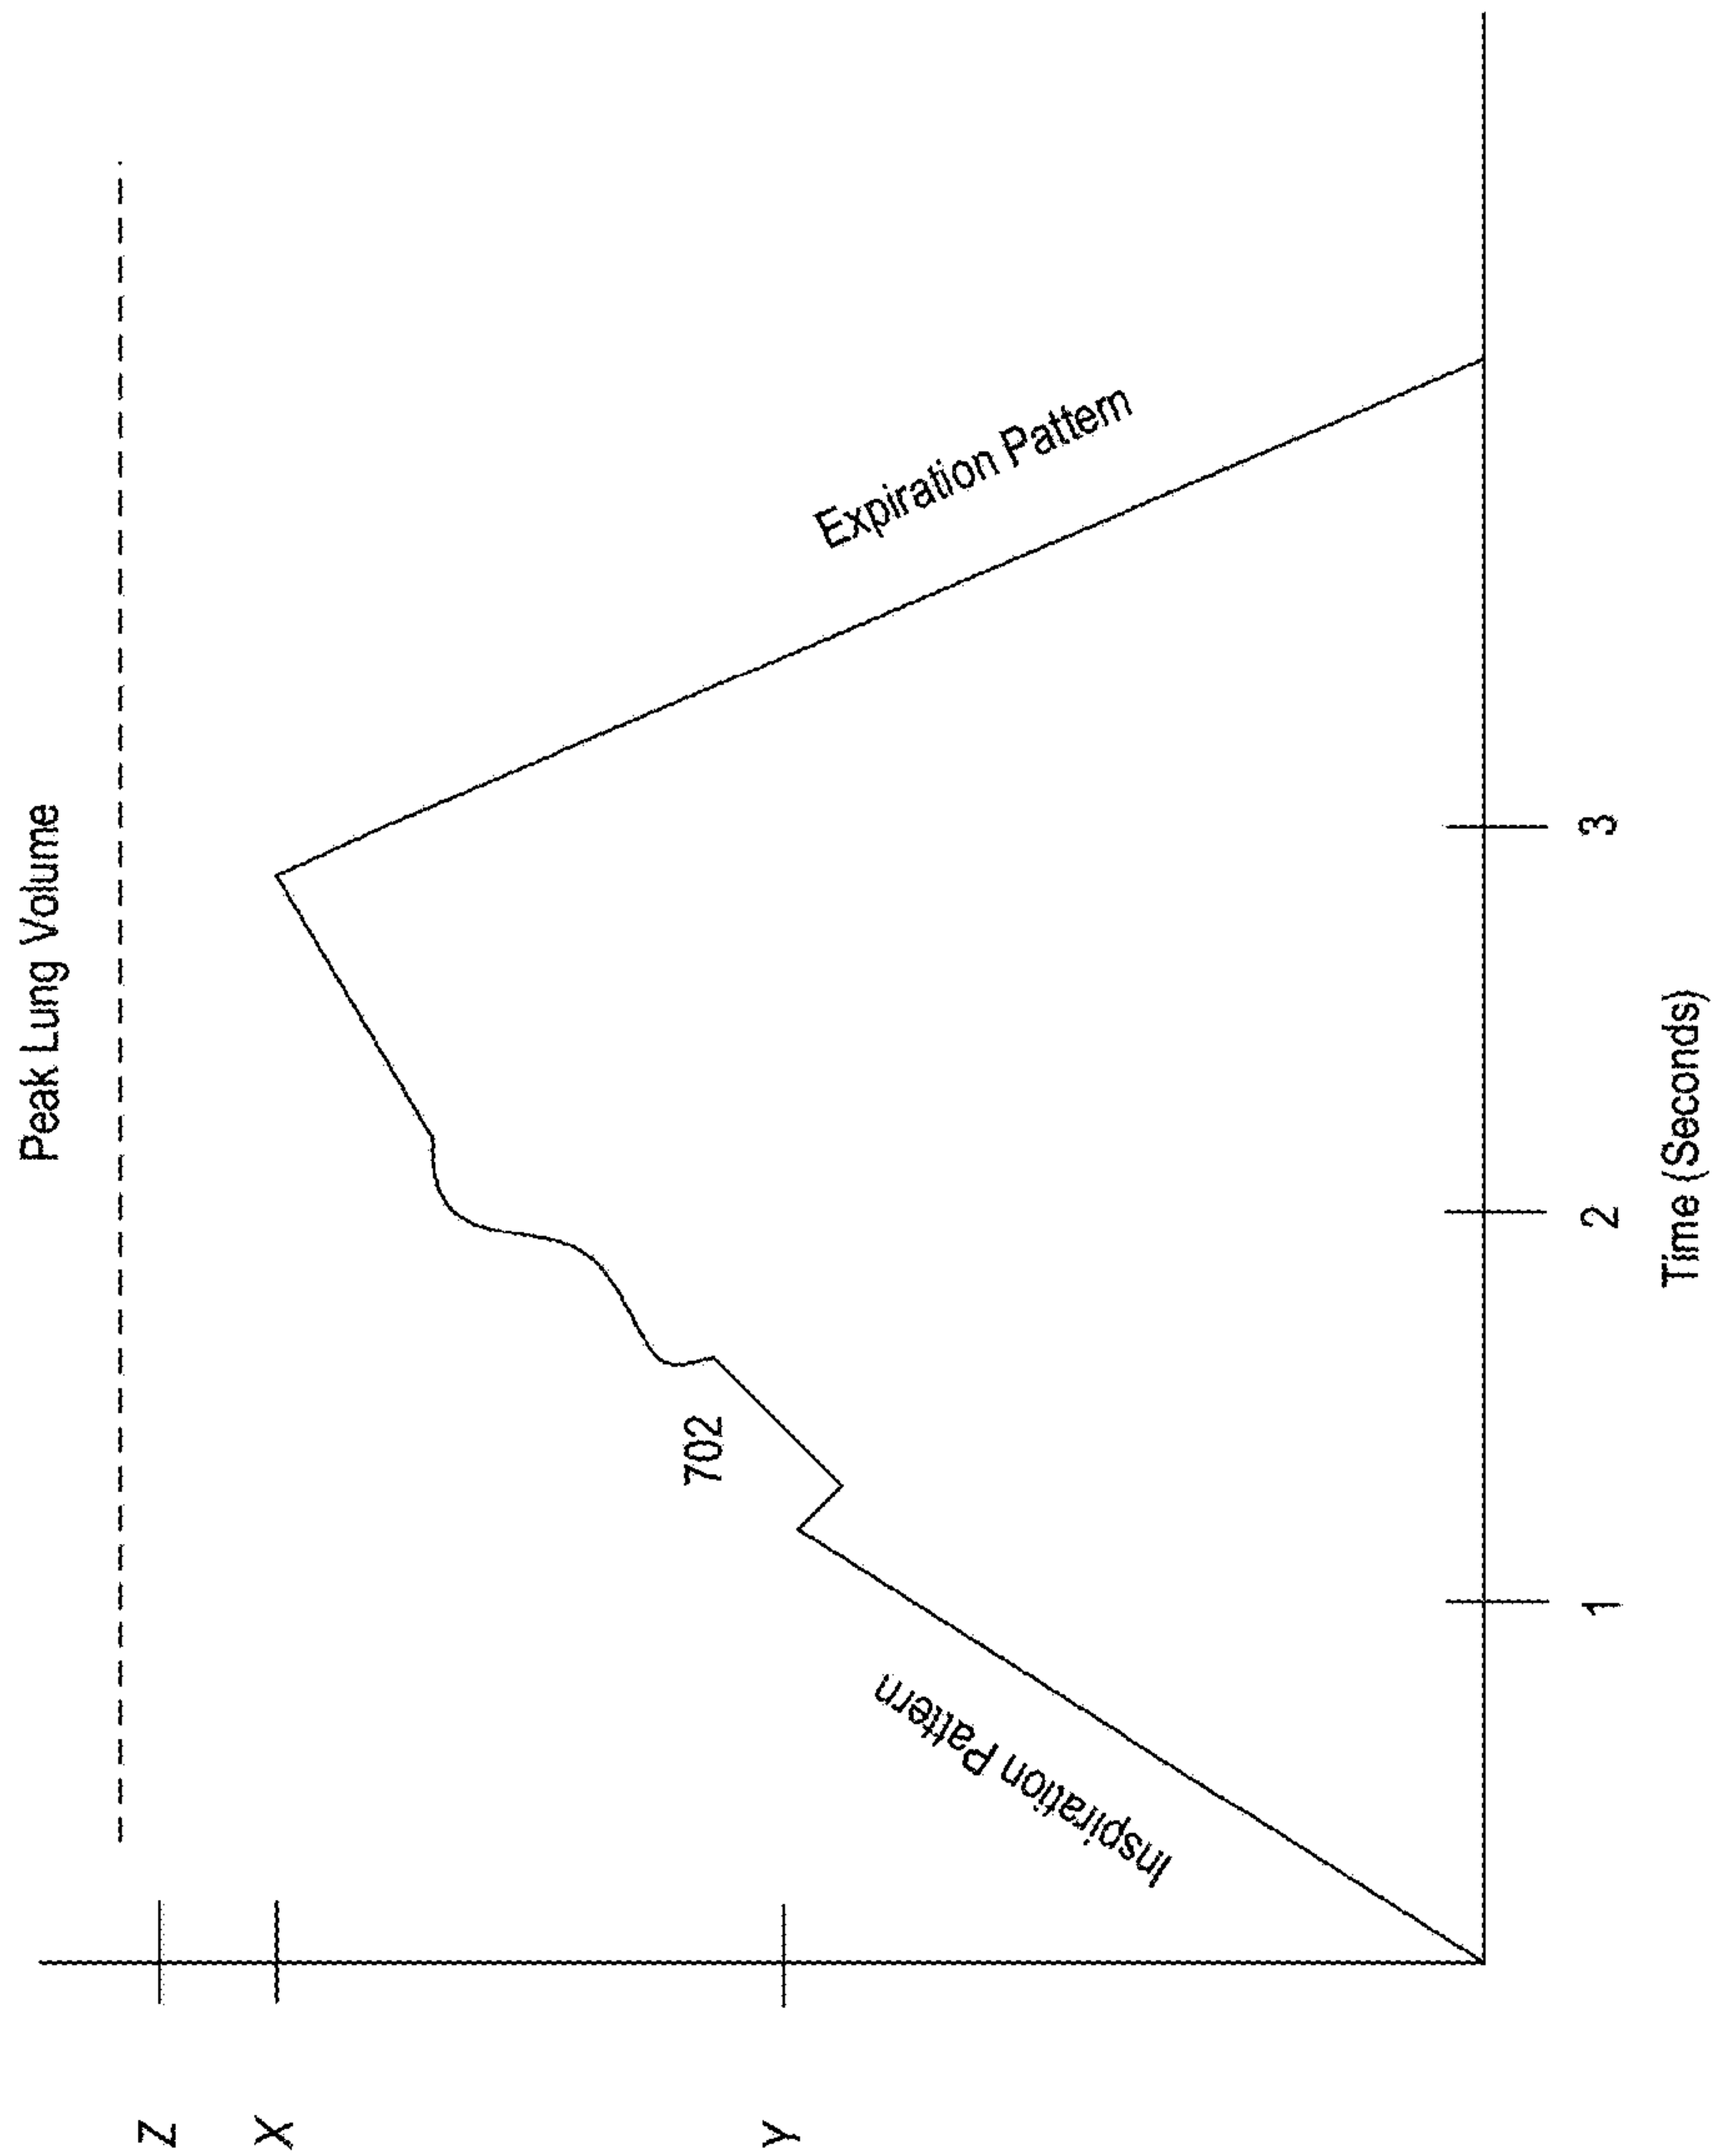 Peak Lung Volume
Z
X
Y
702
Inspiration Pattern
Expiration Pattern
1
2
3
Time (Seconds)